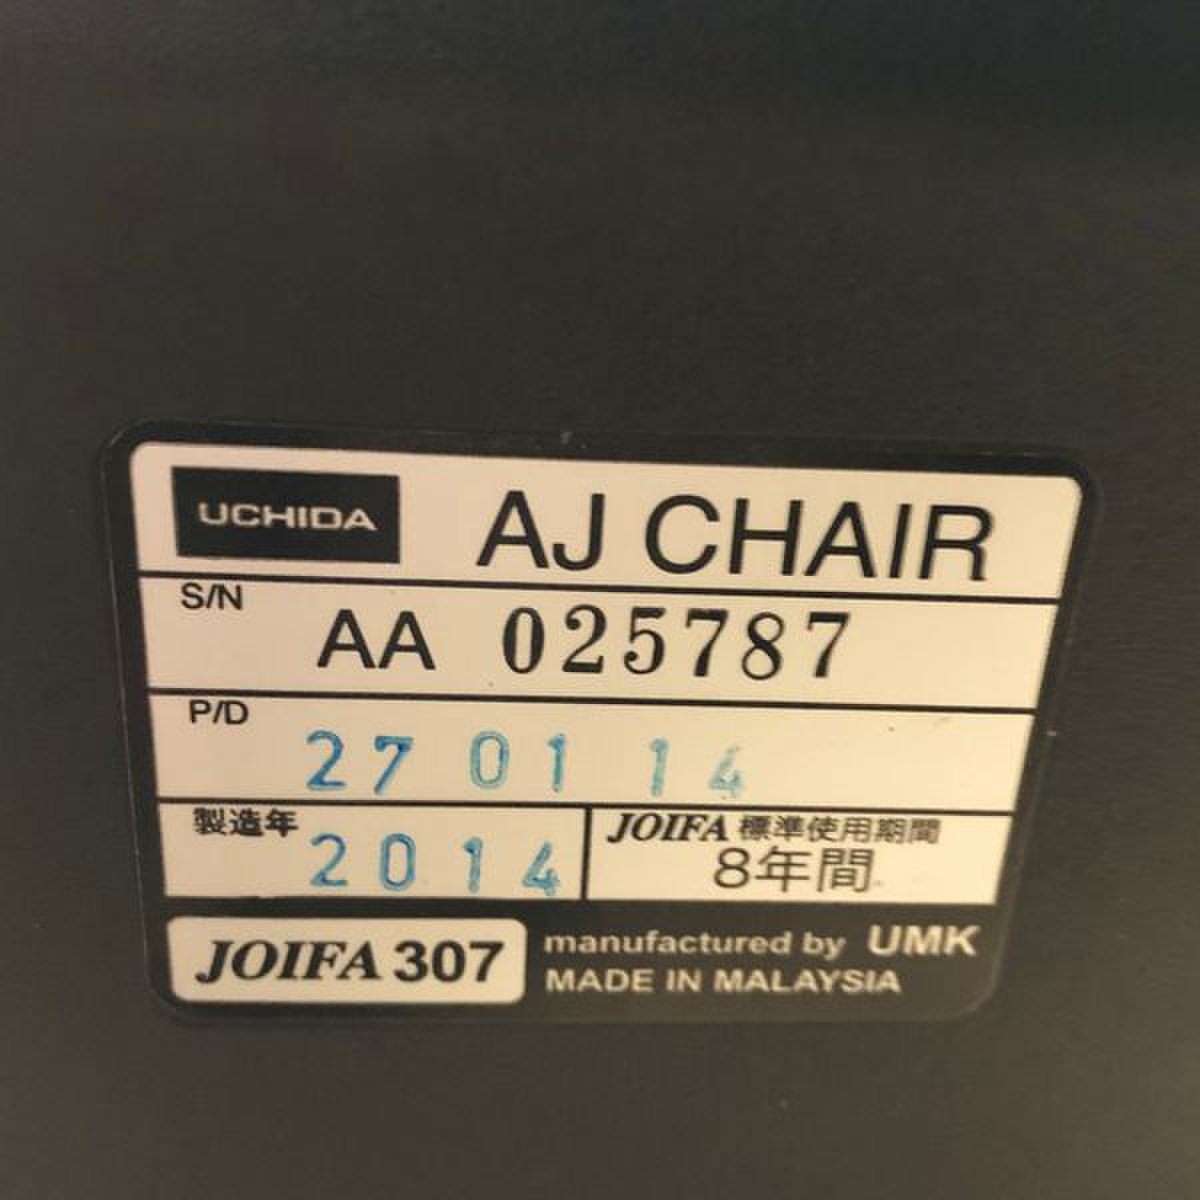 UCHIDA AJ CHAIR
S/N AA 025787
P/D 27 01 14
製造年 2014
JOIFA 標準使用期間
8年間
JOIFA 307
manufactured by UMK
MADE IN MALAYSIA